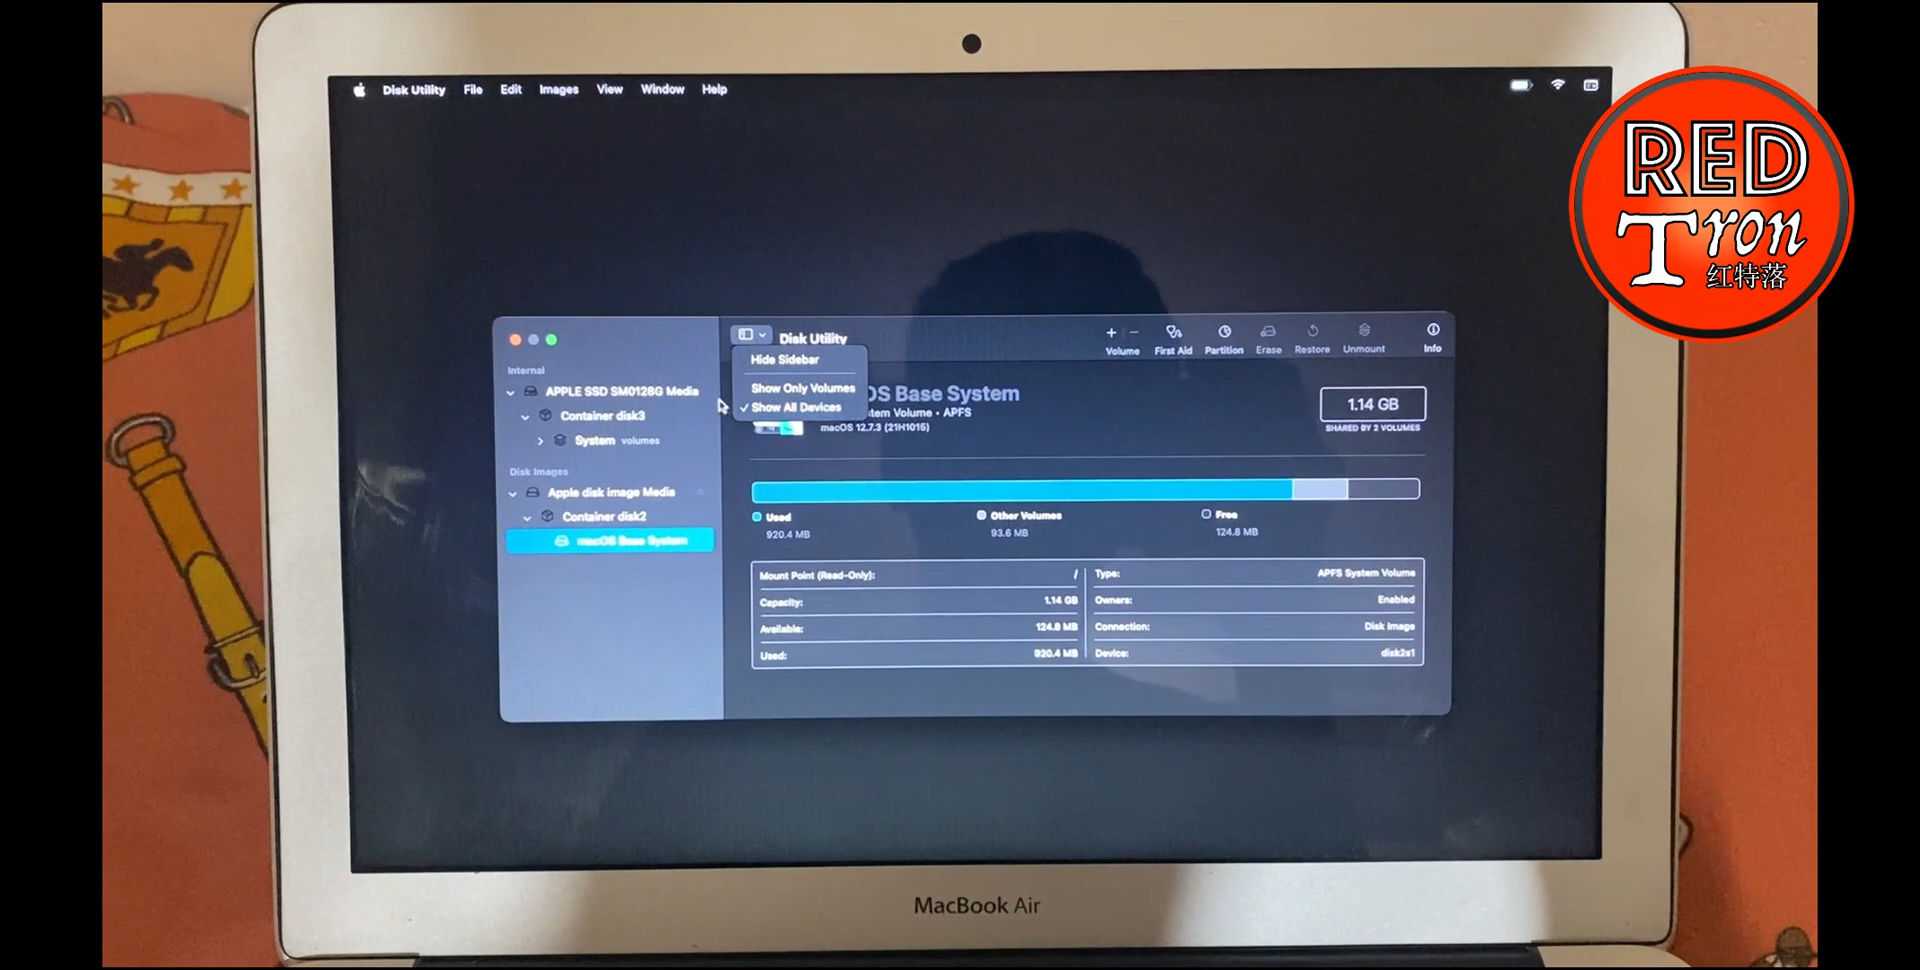 Disk Utility File Edit Images View Window Help
RED
Tron
红特落
Disk Utility
Hide Sidebar
Show Only Volumes
✓ Show All Devices
Volume First Aid Partition Erase Restore Unmount Info
Internal
APPLE SSD SM0128G Media
Container disk3
System volumes
Disk Images
Apple disk image Media
Container disk2
macOS Base System
OS Base System
tem Volume • APFS
macOS 12.7.3 (21H1015)
1.14 GB
SHARED BY 2 VOLUMES
Used
920.4 MB
Other Volumes
93.6 MB
Free
124.8 MB
Mount Point (Read-Only): /
Capacity: 1.14 GB
Available: 124.8 MB
Used: 920.4 MB
Type: APFS System Volume
Owners: Enabled
Connection: Disk Image
Device: disk2s1
MacBook Air